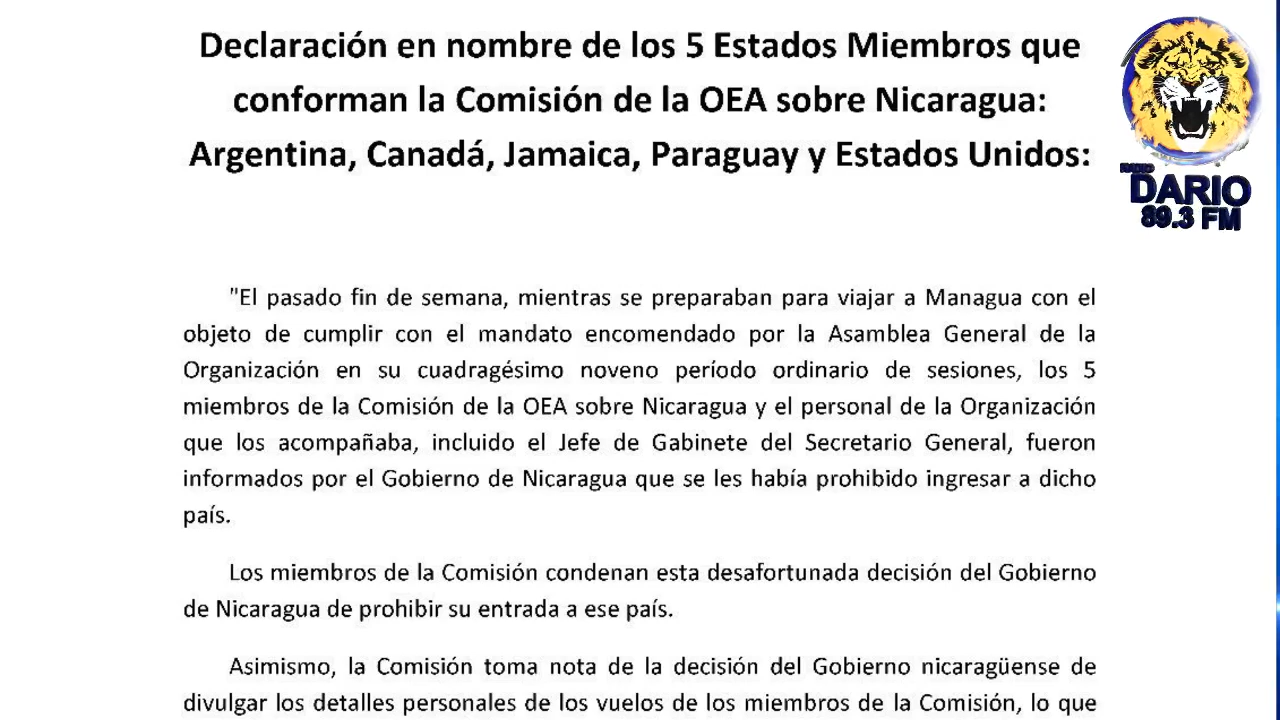 Declaración en nombre de los 5 Estados Miembros que
conforman la Comisión de la OEA sobre Nicaragua:
Argentina, Canadá, Jamaica, Paraguay y Estados Unidos:
RADIO
DARIO
89.3 FM
"El pasado fin de semana, mientras se preparaban para viajar a Managua con el
objeto de cumplir con el mandato encomendado por la Asamblea General de la
Organización en su cuadragésimo noveno período ordinario de sesiones, los 5
miembros de la Comisión de la OEA sobre Nicaragua y el personal de la Organización
que los acompañaba, incluido el Jefe de Gabinete del Secretario General, fueron
informados por el Gobierno de Nicaragua que se les había prohibido ingresar a dicho
país.
Los miembros de la Comisión condenan esta desafortunada decisión del Gobierno
de Nicaragua de prohibir su entrada a ese país.
Asimismo, la Comisión toma nota de la decisión del Gobierno nicaragüense de
divulgar los detalles personales de los vuelos de los miembros de la Comisión, lo que